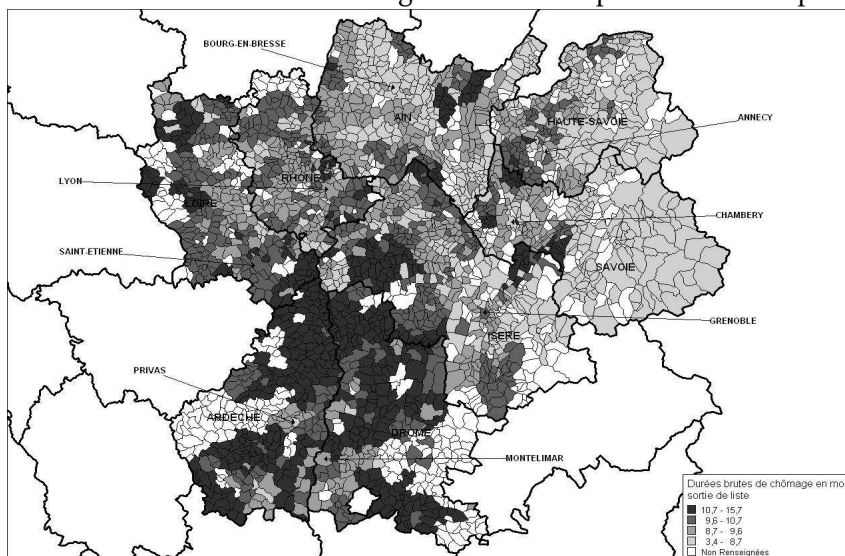 BOURG-EN-BRESSE
AIN
HAUTE-SAVOIE
ANNECY
LYON
RHONE
LOIRE
CHAMBERY
SAINT-ETIENNE
SAVOIE
GRENOBLE
ISERE
PRIVAS
ARDECHE
DROME
MONTELIMAR
Durées brutes de chômage en mo
sortie de liste
10,7 - 15,7
9,6 - 10,7
8,7 - 9,6
3,4 - 8,7
Non Renseignées